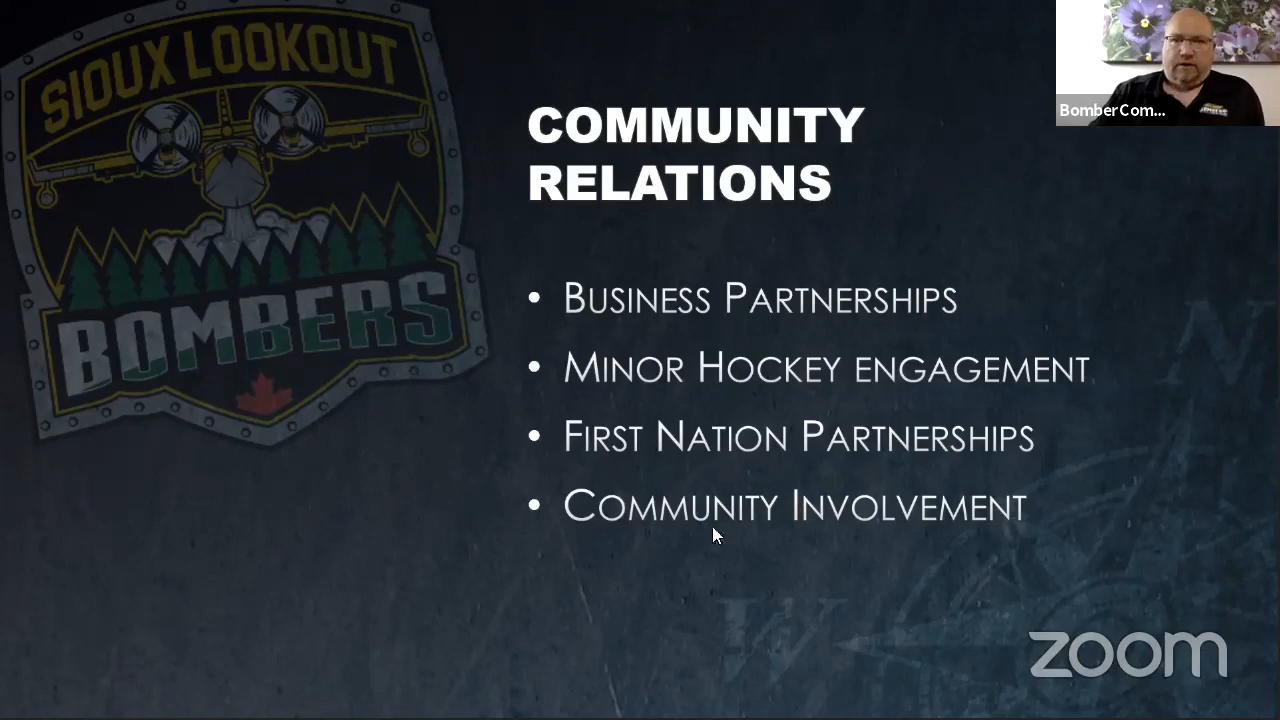 SIOUX LOOKOUT
BOMBERS
COMMUNITY
RELATIONS
• BUSINESS PARTNERSHIPS
• MINOR HOCKEY ENGAGEMENT
• FIRST NATION PARTNERSHIPS
• COMMUNITY INVOLVEMENT
BomberCom...
N
W
zoom